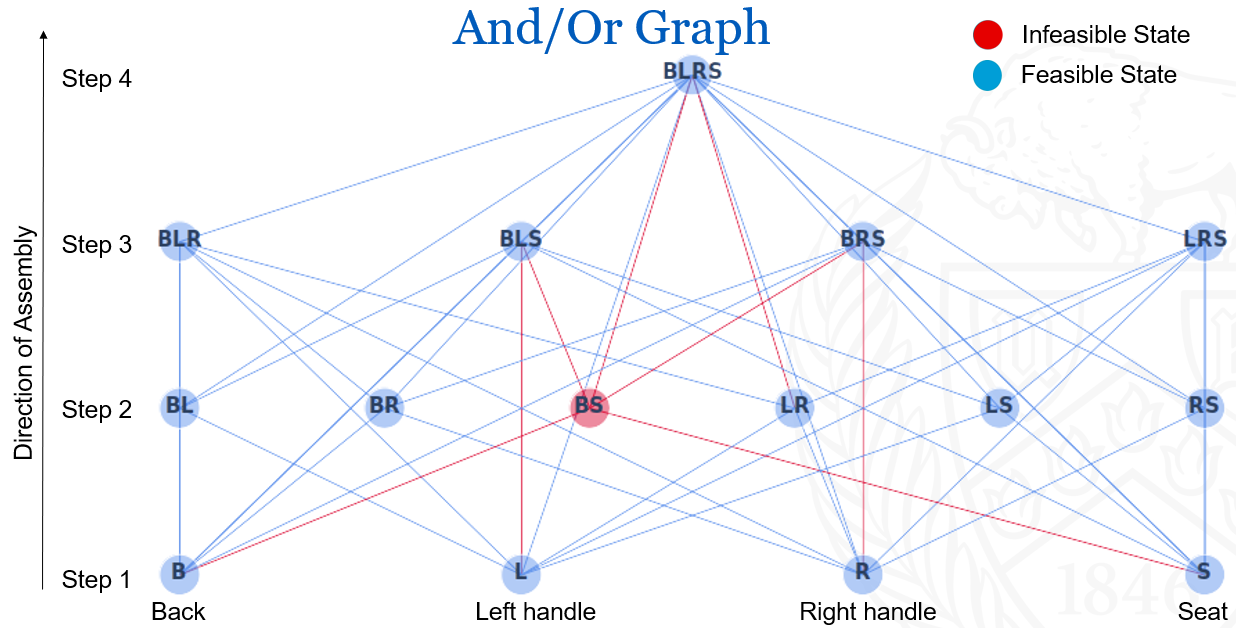 And/Or Graph
Infeasible State
Feasible State
Step 4
BLRS
Step 3
BLR
BLS
BRS
LRS
Direction of Assembly
Step 2
BL
BR
BS
LR
LS
RS
Step 1
B
L
R
S
1846
Back
Left handle
Right handle
Seat